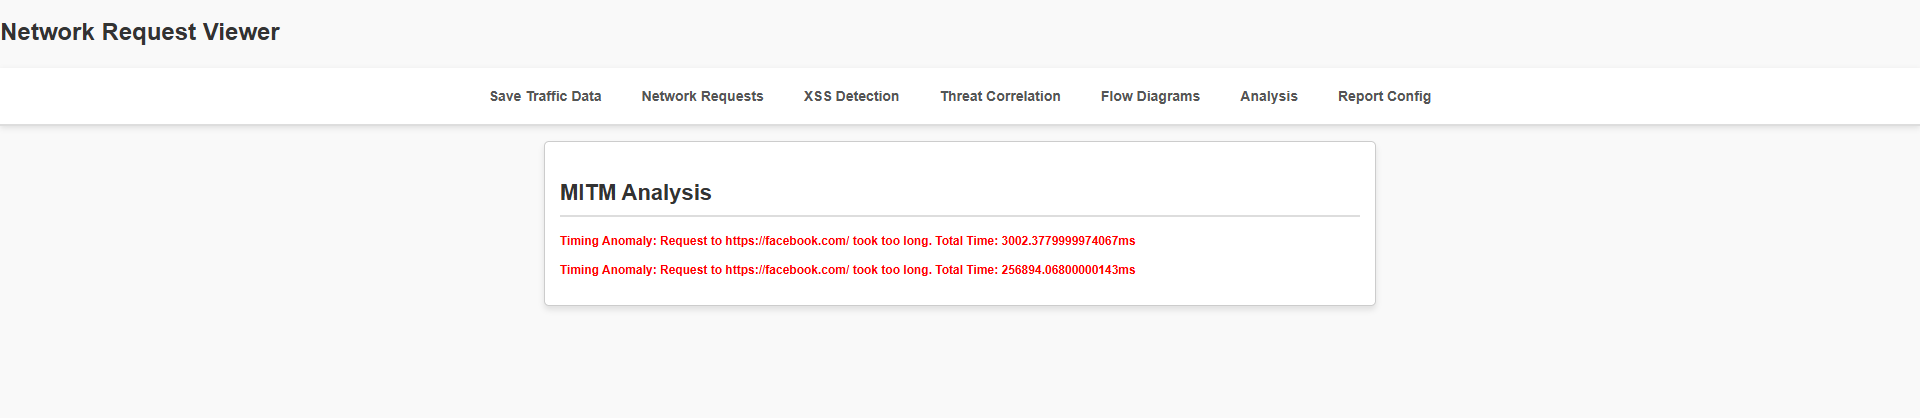 Network Request Viewer
Save Traffic Data Network Requests XSS Detection Threat Correlation Flow Diagrams Analysis Report Config
MITM Analysis
Timing Anomaly: Request to https://facebook.com/ took too long. Total Time: 3002.3779999974067ms
Timing Anomaly: Request to https://facebook.com/ took too long. Total Time: 256894.06800000143ms